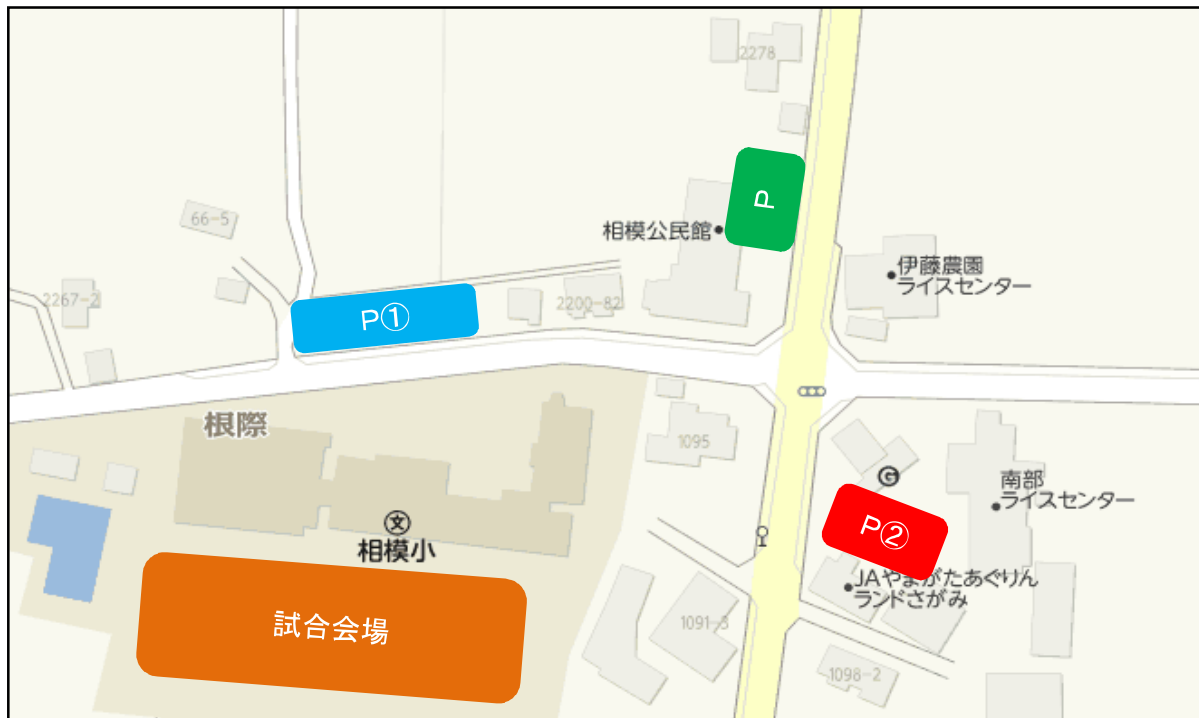 2278
P
66-5
相模公民館
伊藤農園
ライスセンター
2267-2
P①
2200-82
根際
1095
G
南部
ライスセンター
P②
文
相模小
JAやまがたあぐりん
ランドさがみ
試合会場
1091-3
1098-2